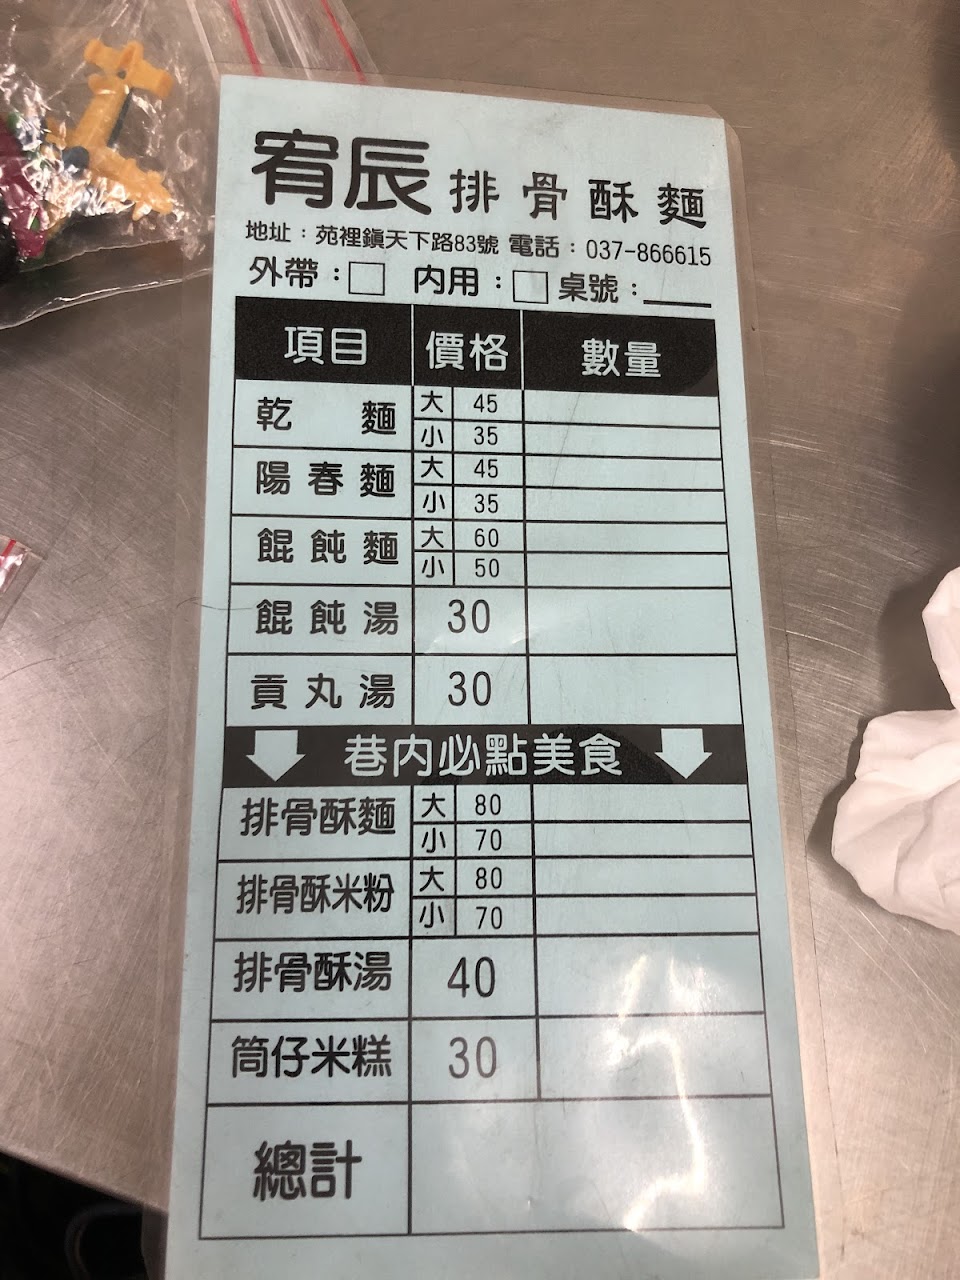 宥辰排骨酥麵
地址：苑裡鎮天下路83號 電話：037-866615
外帶：□ 內用：□ 桌號：____
項目 價格 數量
乾麵 大 45
小 35
陽春麵 大 45
小 35
餛飩麵 大 60
小 50
餛飩湯 30
貢丸湯 30
巷內必點美食
排骨酥麵 大 80
小 70
排骨酥米粉 大 80
小 70
排骨酥湯 40
筒仔米糕 30
總計